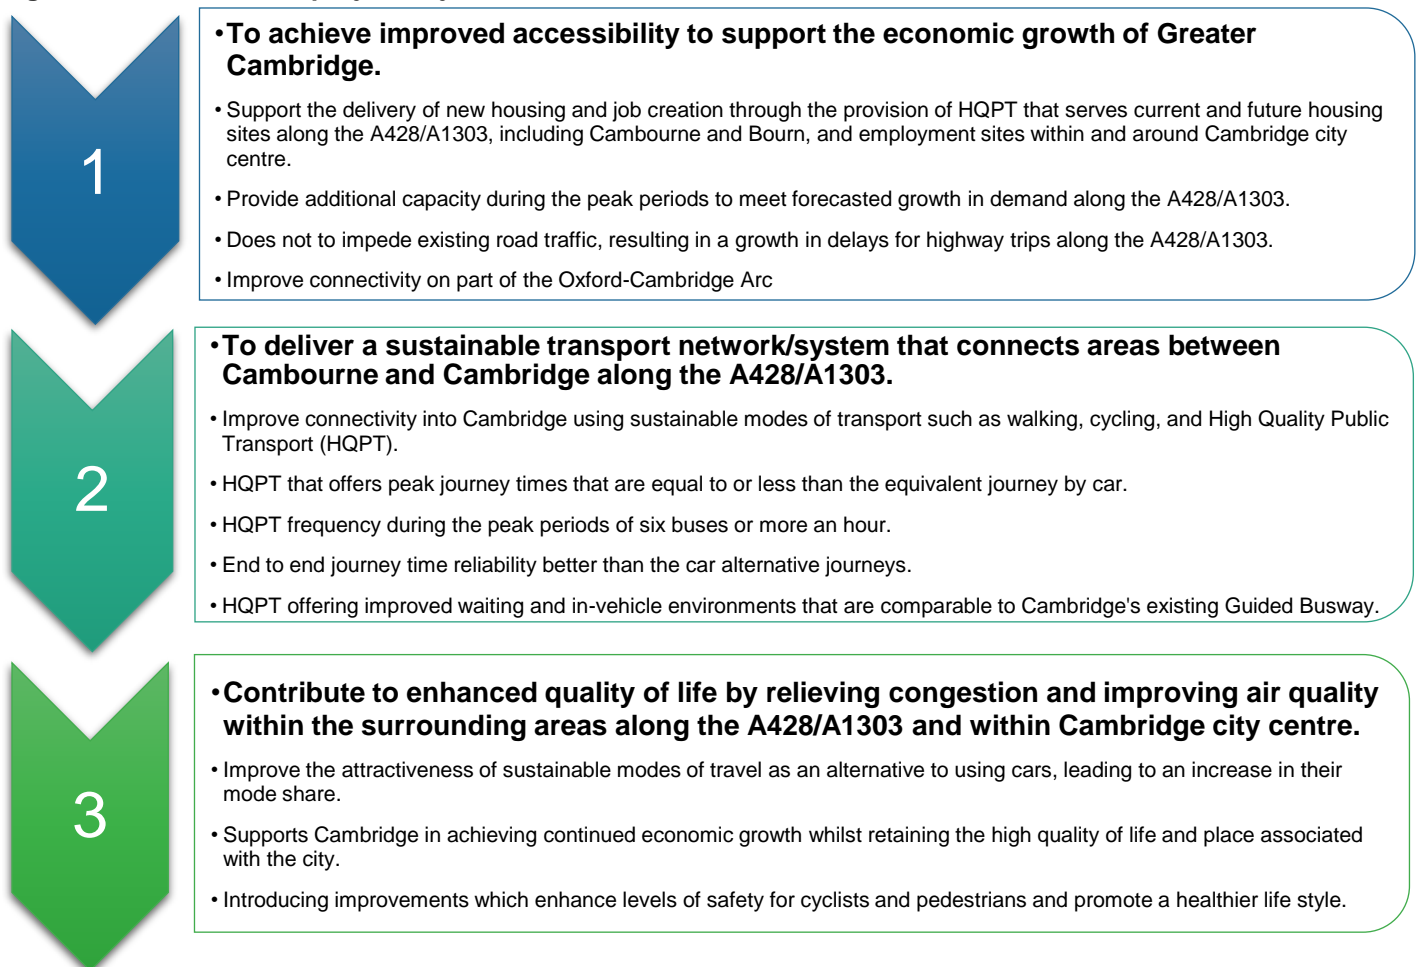 1
•To achieve improved accessibility to support the economic growth of Greater
Cambridge.
• Support the delivery of new housing and job creation through the provision of HQPT that serves current and future housing
sites along the A428/A1303, including Cambourne and Bourn, and employment sites within and around Cambridge city
centre.
• Provide additional capacity during the peak periods to meet forecasted growth in demand along the A428/A1303.
• Does not to impede existing road traffic, resulting in a growth in delays for highway trips along the A428/A1303.
• Improve connectivity on part of the Oxford-Cambridge Arc
2
•To deliver a sustainable transport network/system that connects areas between
Cambourne and Cambridge along the A428/A1303.
• Improve connectivity into Cambridge using sustainable modes of transport such as walking, cycling, and High Quality Public
Transport (HQPT).
• HQPT that offers peak journey times that are equal to or less than the equivalent journey by car.
• HQPT frequency during the peak periods of six buses or more an hour.
• End to end journey time reliability better than the car alternative journeys.
• HQPT offering improved waiting and in-vehicle environments that are comparable to Cambridge's existing Guided Busway.
3
•Contribute to enhanced quality of life by relieving congestion and improving air quality
within the surrounding areas along the A428/A1303 and within Cambridge city centre.
• Improve the attractiveness of sustainable modes of travel as an alternative to using cars, leading to an increase in their
mode share.
• Supports Cambridge in achieving continued economic growth whilst retaining the high quality of life and place associated
with the city.
• Introducing improvements which enhance levels of safety for cyclists and pedestrians and promote a healthier life style.